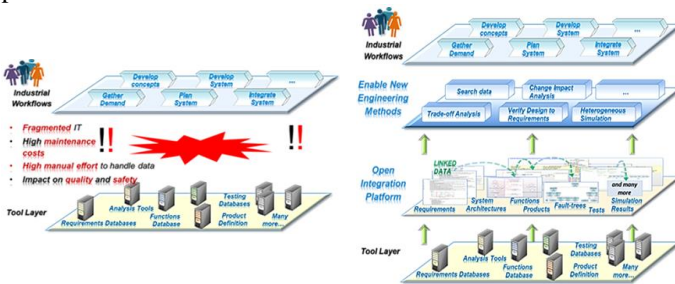 Industrial
Workflows
Develop
concepts
Develop
System
...
Gather
Demand
Plan
System
Integrate
System
• Fragmented IT
• High maintenance
costs
• High manual effort to handle data
• Impact on quality and safety
!!
!!
Tool Layer
Requirements Databases
Analysis Tools
Functions
Database
Testing
Databases
Product
Definition
Many
more...
Industrial
Workflows
Develop
concepts
Develop
System
...
Gether
Demand
Plan
System
Integrate
System
Enable New
Engineering
Methods
Search data
Change Impact
Analysis
...
Trade-off Analysis
Verify Design to
Requirements
Heterogeneous
Simulation
Open
Integration
Platform
LINKED
DATA
Requirements
System
Architectures
Functions
Products
Fault-trees
Tests
and many
more
Simulation
Results
Tool Layer
Requirements Databases
Analysis Tools
Functions
Database
Testing
Databases
Product
Definition
Many
more...